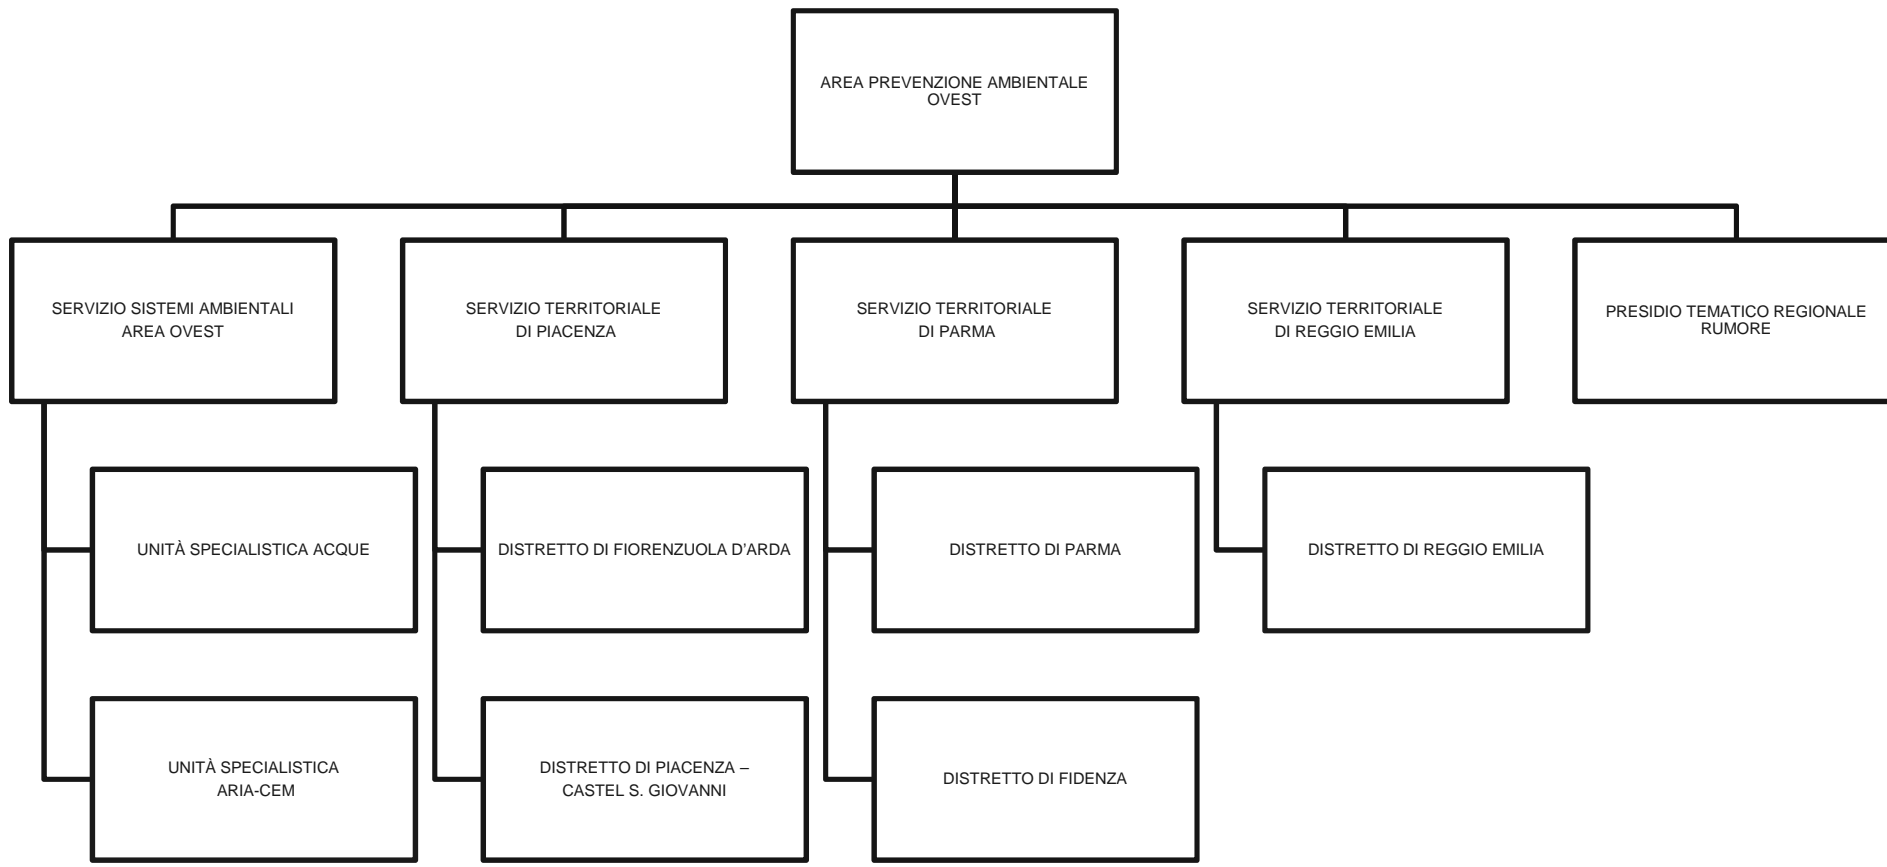 AREA PREVENZIONE AMBIENTALE
OVEST
SERVIZIO SISTEMI AMBIENTALI
AREA OVEST
SERVIZIO TERRITORIALE
DI PIACENZA
SERVIZIO TERRITORIALE
DI PARMA
SERVIZIO TERRITORIALE
DI REGGIO EMILIA
PRESIDIO TEMATICO REGIONALE
RUMORE
UNITÀ SPECIALISTICA ACQUE
DISTRETTO DI FIORENZUOLA D’ARDA
DISTRETTO DI PARMA
DISTRETTO DI REGGIO EMILIA
UNITÀ SPECIALISTICA
ARIA-CEM
DISTRETTO DI PIACENZA –
CASTEL S. GIOVANNI
DISTRETTO DI FIDENZA